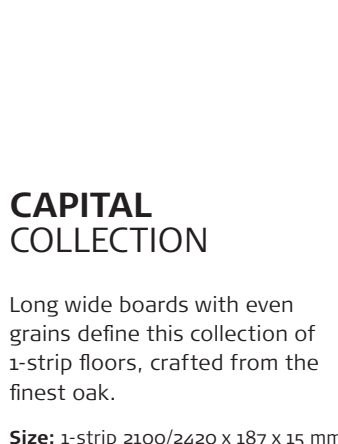 CAPITAL
COLLECTION
Long wide boards with even
grains define this collection of
1-strip floors, crafted from the
finest oak.
Size: 1-strip 2100/2420 x 187 x 15 mm